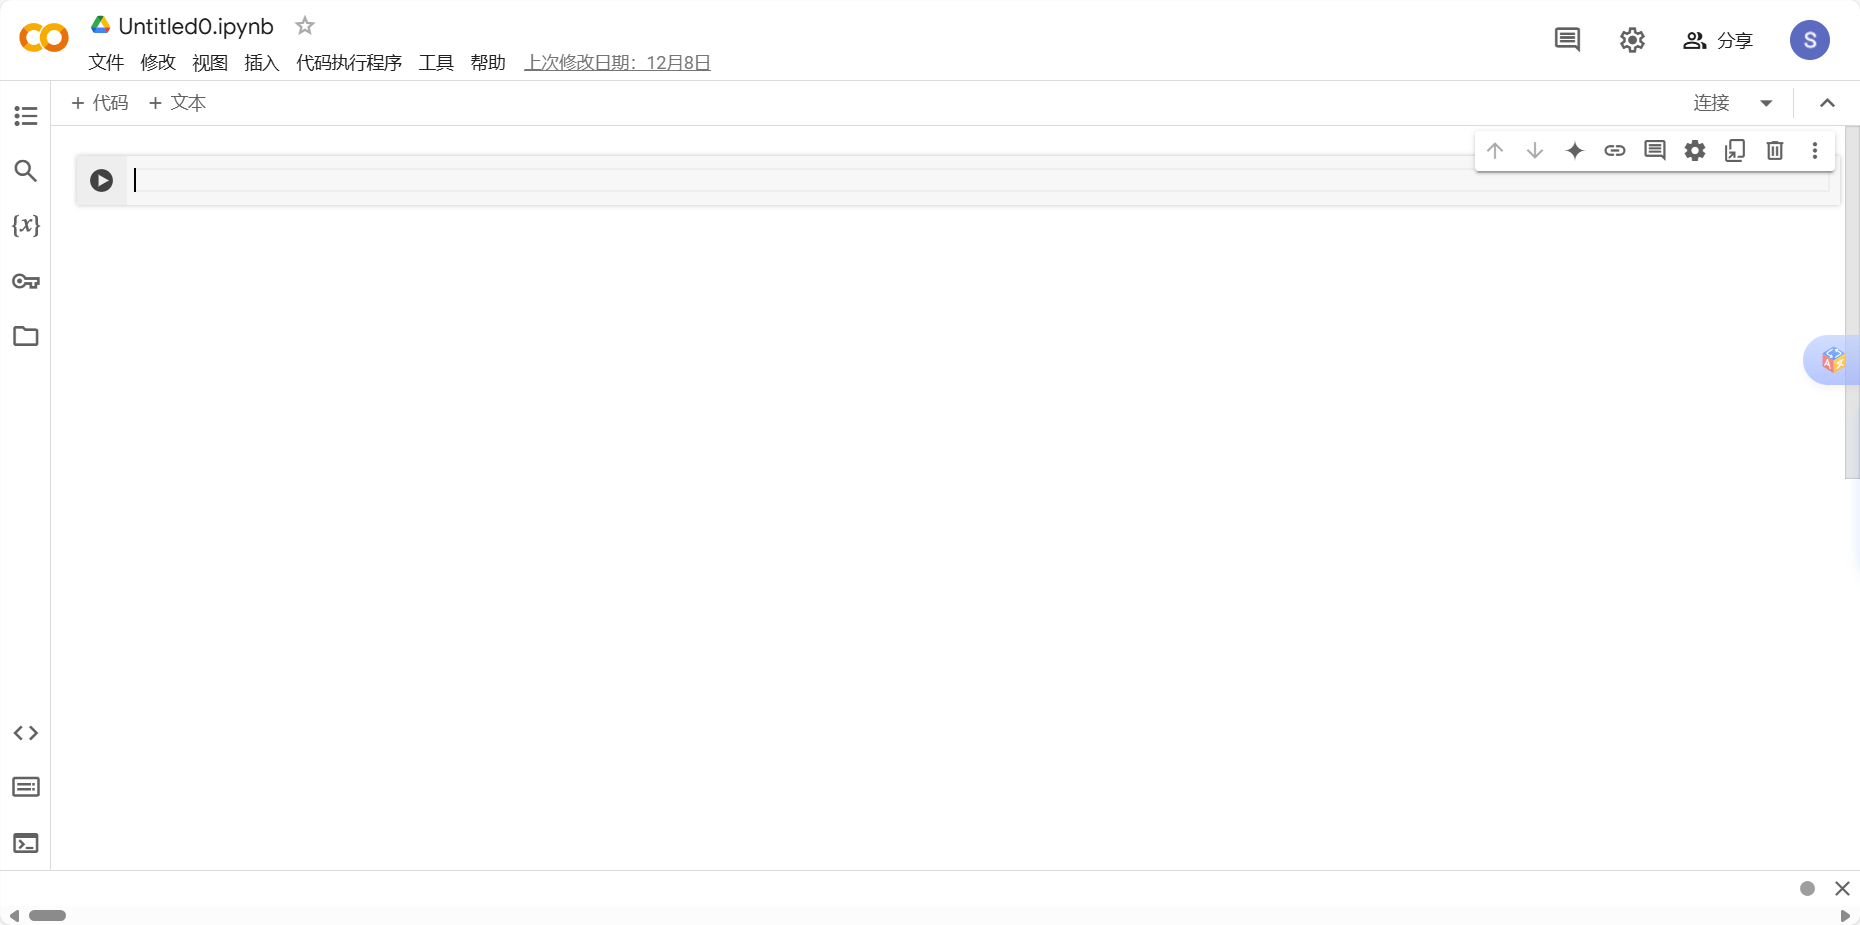 Untitled0.ipynb
文件 修改 视图 插入 代码执行程序 工具 帮助 上次修改日期：12月8日
分享
S
+ 代码 + 文本
连接
{x}